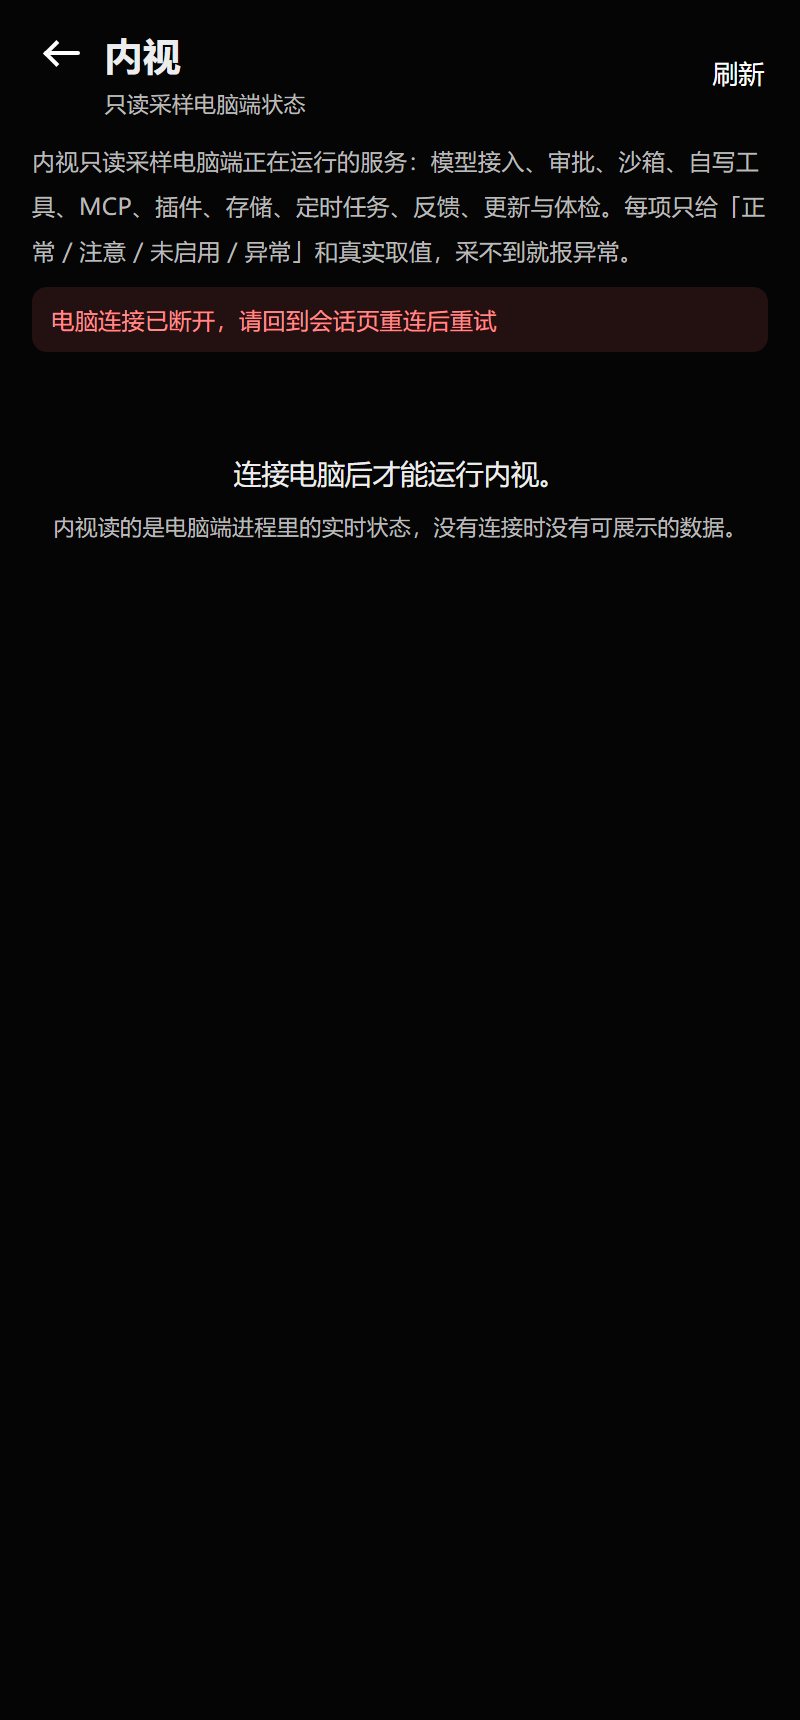 内视
刷新
只读采样电脑端状态
内视只读采样电脑端正在运行的服务：模型接入、审批、沙箱、自写工
具、MCP、插件、存储、定时任务、反馈、更新与体检。每项只给「正
常 / 注意 / 未启用 / 异常」和真实取值，采不到就报异常。
电脑连接已断开，请回到会话页重连后重试
连接电脑后才能运行内视。
内视读的是电脑端进程里的实时状态，没有连接时没有可展示的数据。